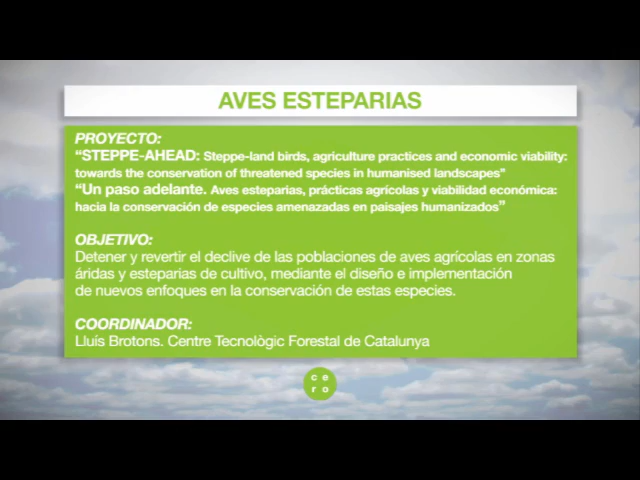 AVES ESTEPARIAS
PROYECTO:
“STEPPE-AHEAD: Steppe-land birds, agriculture practices and economic viability:
towards the conservation of threatened species in humanised landscapes”
“Un paso adelante. Aves esteparias, prácticas agrícolas y viabilidad económica:
hacia la conservación de especies amenazadas en paisajes humanizados”
OBJETIVO:
Detener y revertir el declive de las poblaciones de aves agrícolas en zonas
áridas y esteparias de cultivo, mediante el diseño e implementación
de nuevos enfoques en la conservación de estas especies.
COORDINADOR:
Lluís Brotons. Centre Tecnològic Forestal de Catalunya
c e
r o